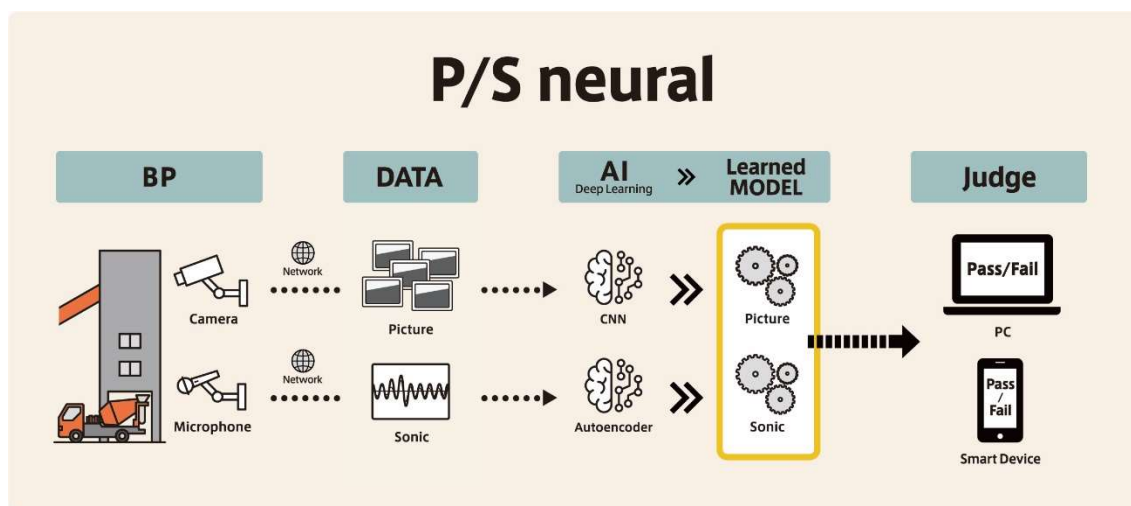 P/S neural
BP
DATA
AI
Deep Learning
»
Learned
MODEL
Judge
Network
Camera
Picture
CNN
Picture
Pass/Fail
PC
Network
Microphone
Sonic
Autoencoder
Sonic
Pass
/
Fail
Smart Device